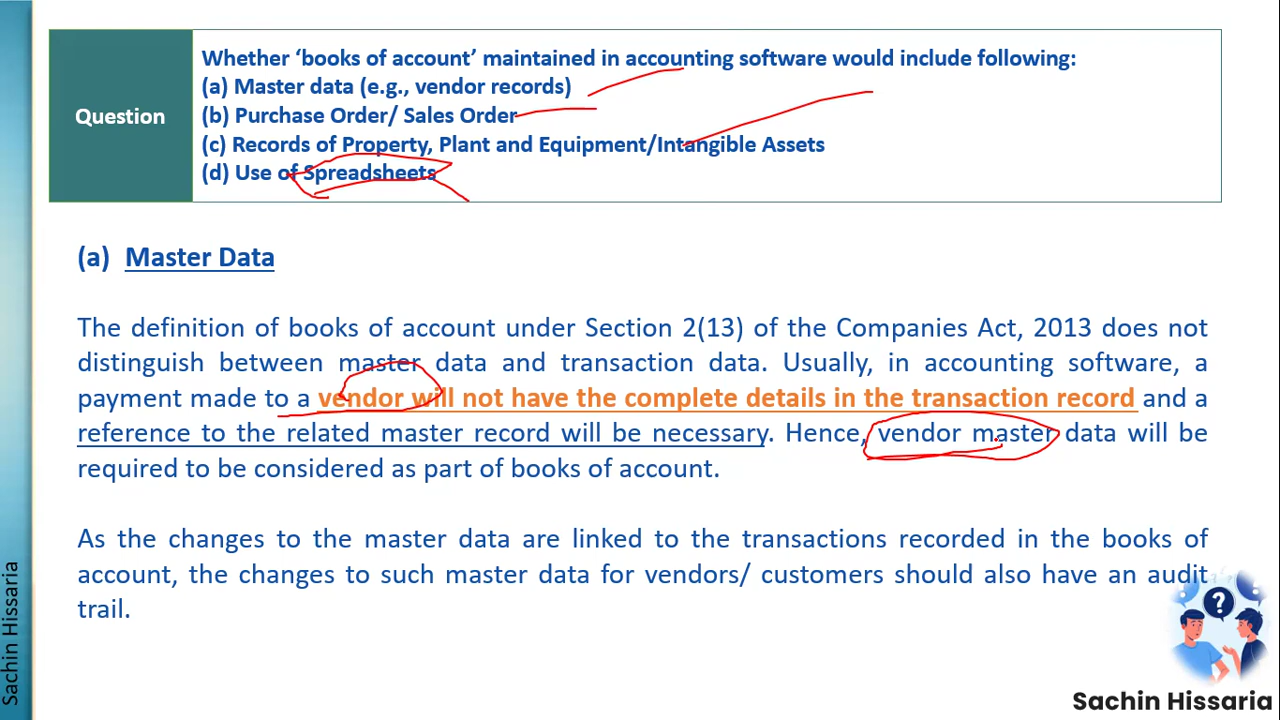 Question
Whether ‘books of account’ maintained in accounting software would include following:
(a) Master data (e.g., vendor records)
(b) Purchase Order/ Sales Order
(c) Records of Property, Plant and Equipment/Intangible Assets
(d) Use of Spreadsheets
(a) Master Data
The definition of books of account under Section 2(13) of the Companies Act, 2013 does not
distinguish between master data and transaction data. Usually, in accounting software, a
payment made to a vendor will not have the complete details in the transaction record and a
reference to the related master record will be necessary. Hence, vendor master data will be
required to be considered as part of books of account.
As the changes to the master data are linked to the transactions recorded in the books of
account, the changes to such master data for vendors/ customers should also have an audit
trail.
?
Sachin Hissaria
Sachin Hissaria